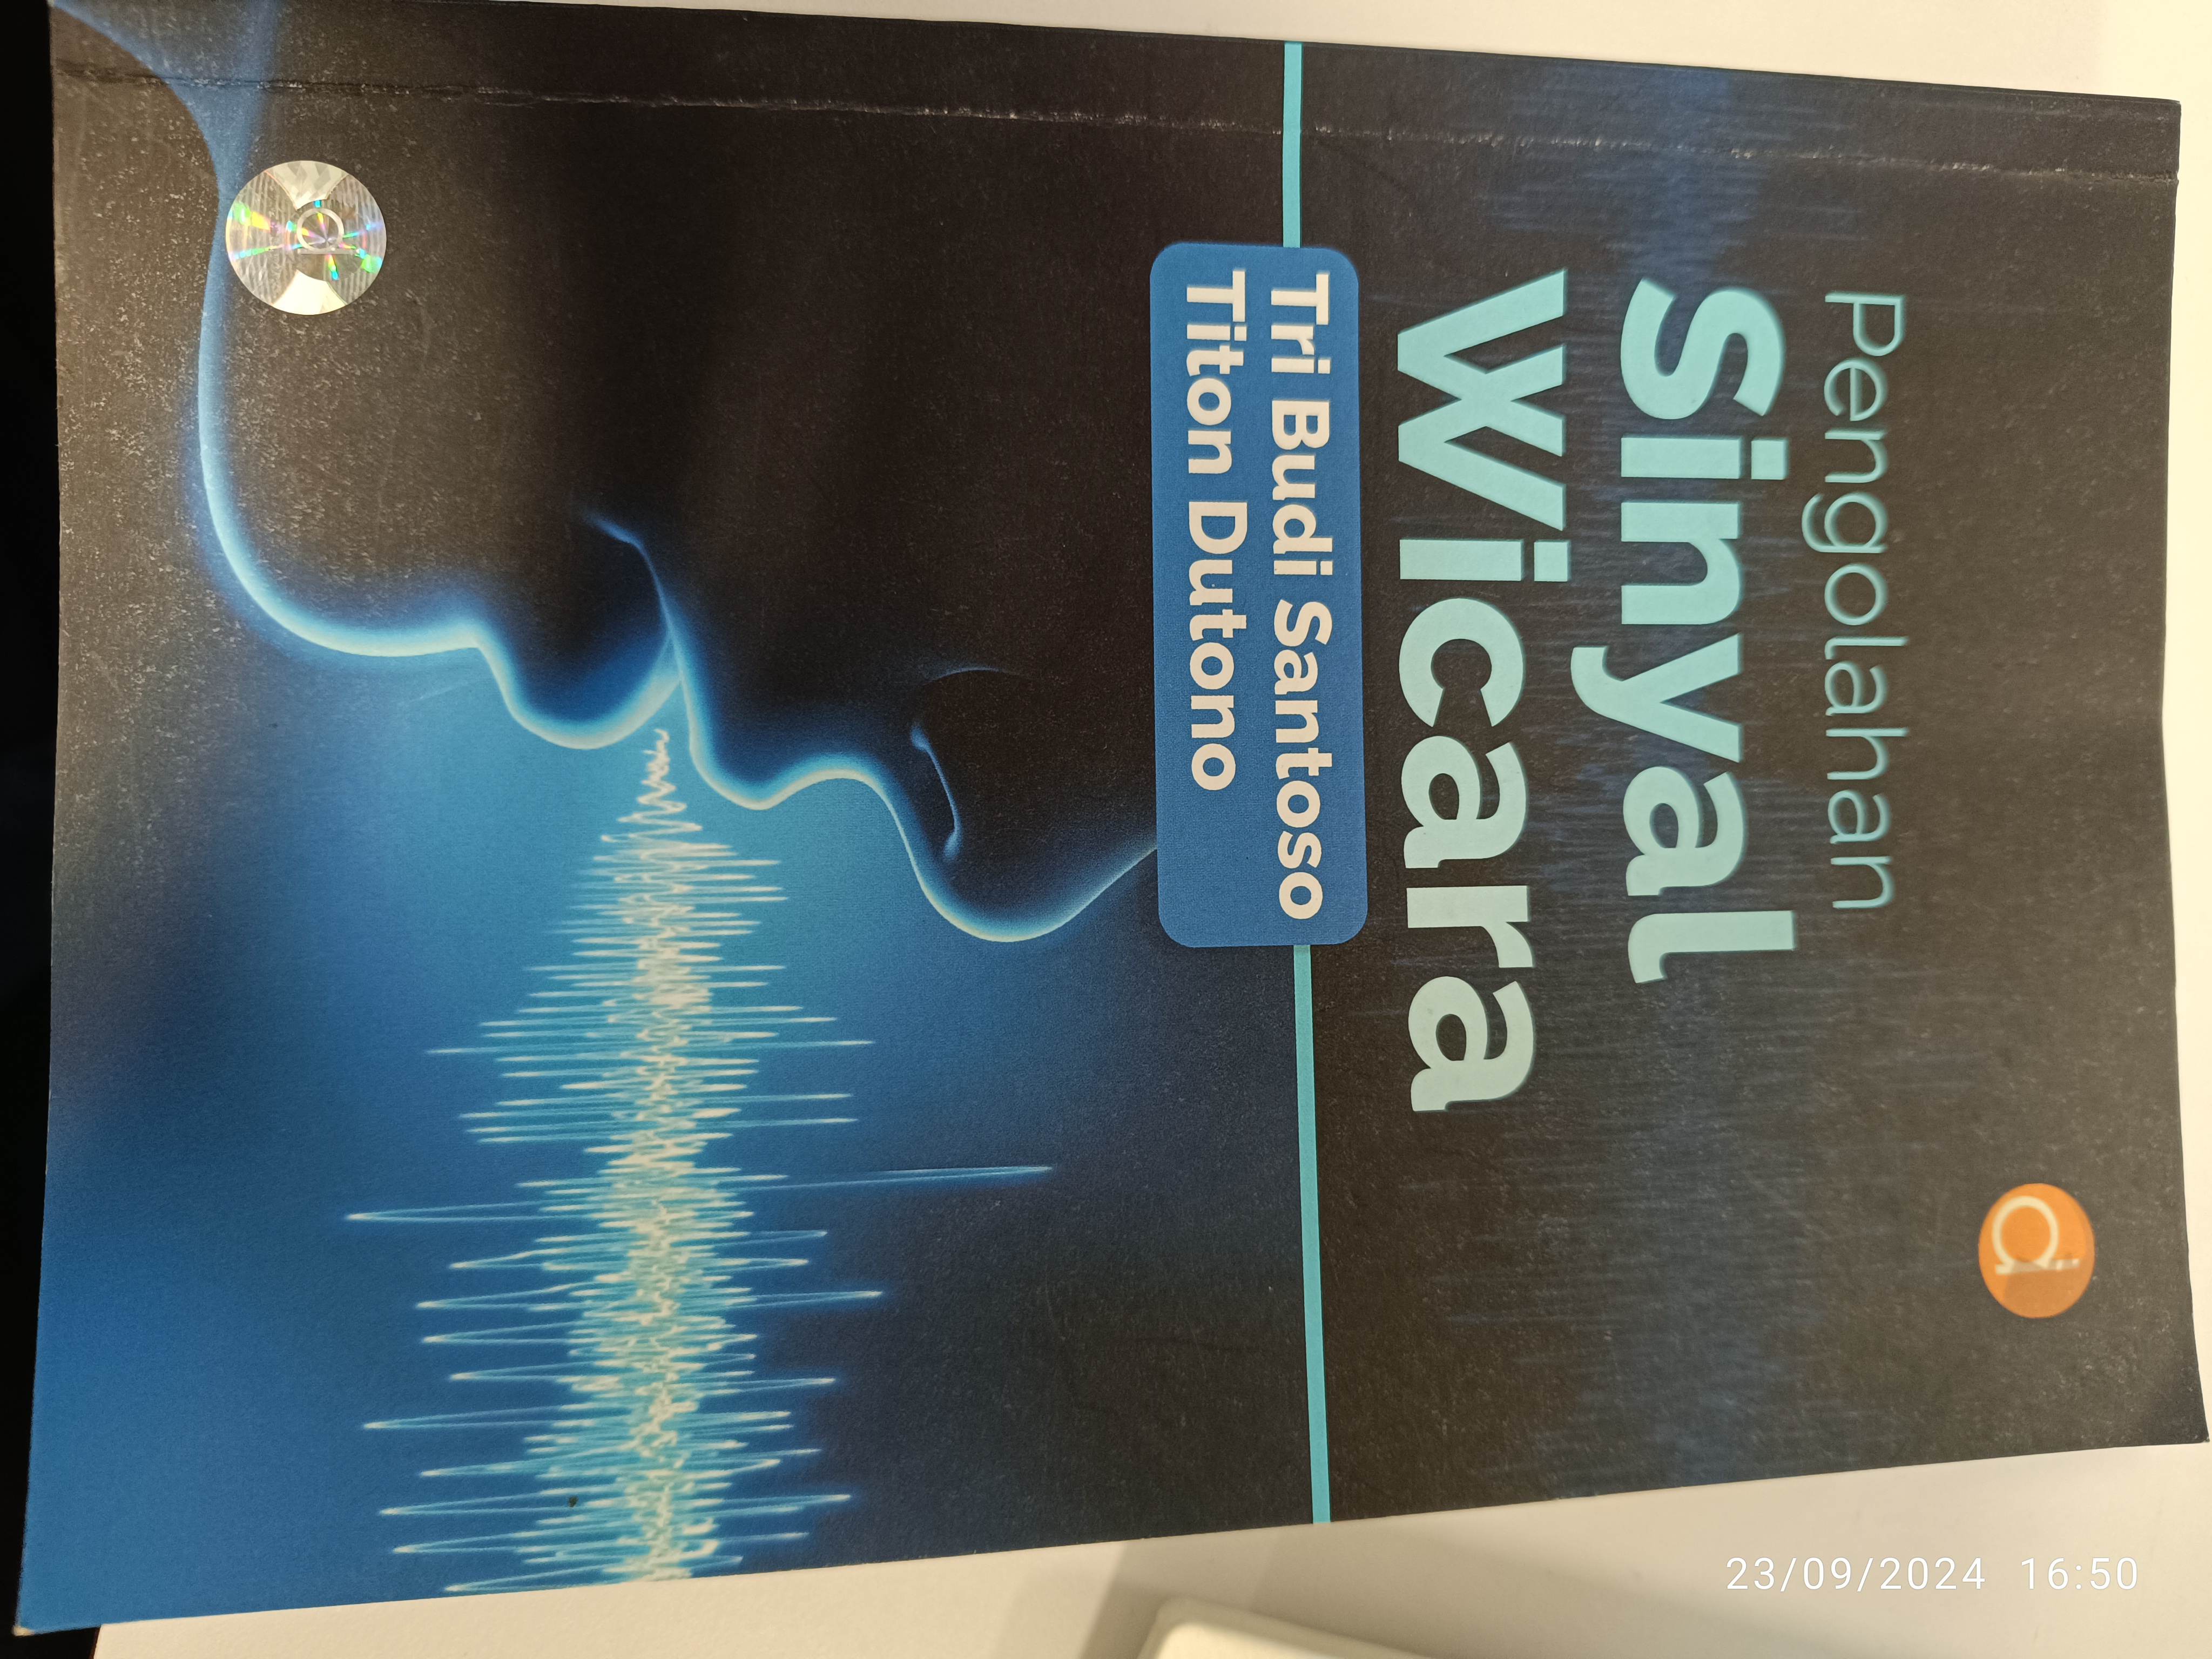 Pengolahan
Sinyal
Wicara
Tri Budi Santoso
Titon Dutono
23/09/2024 16:50